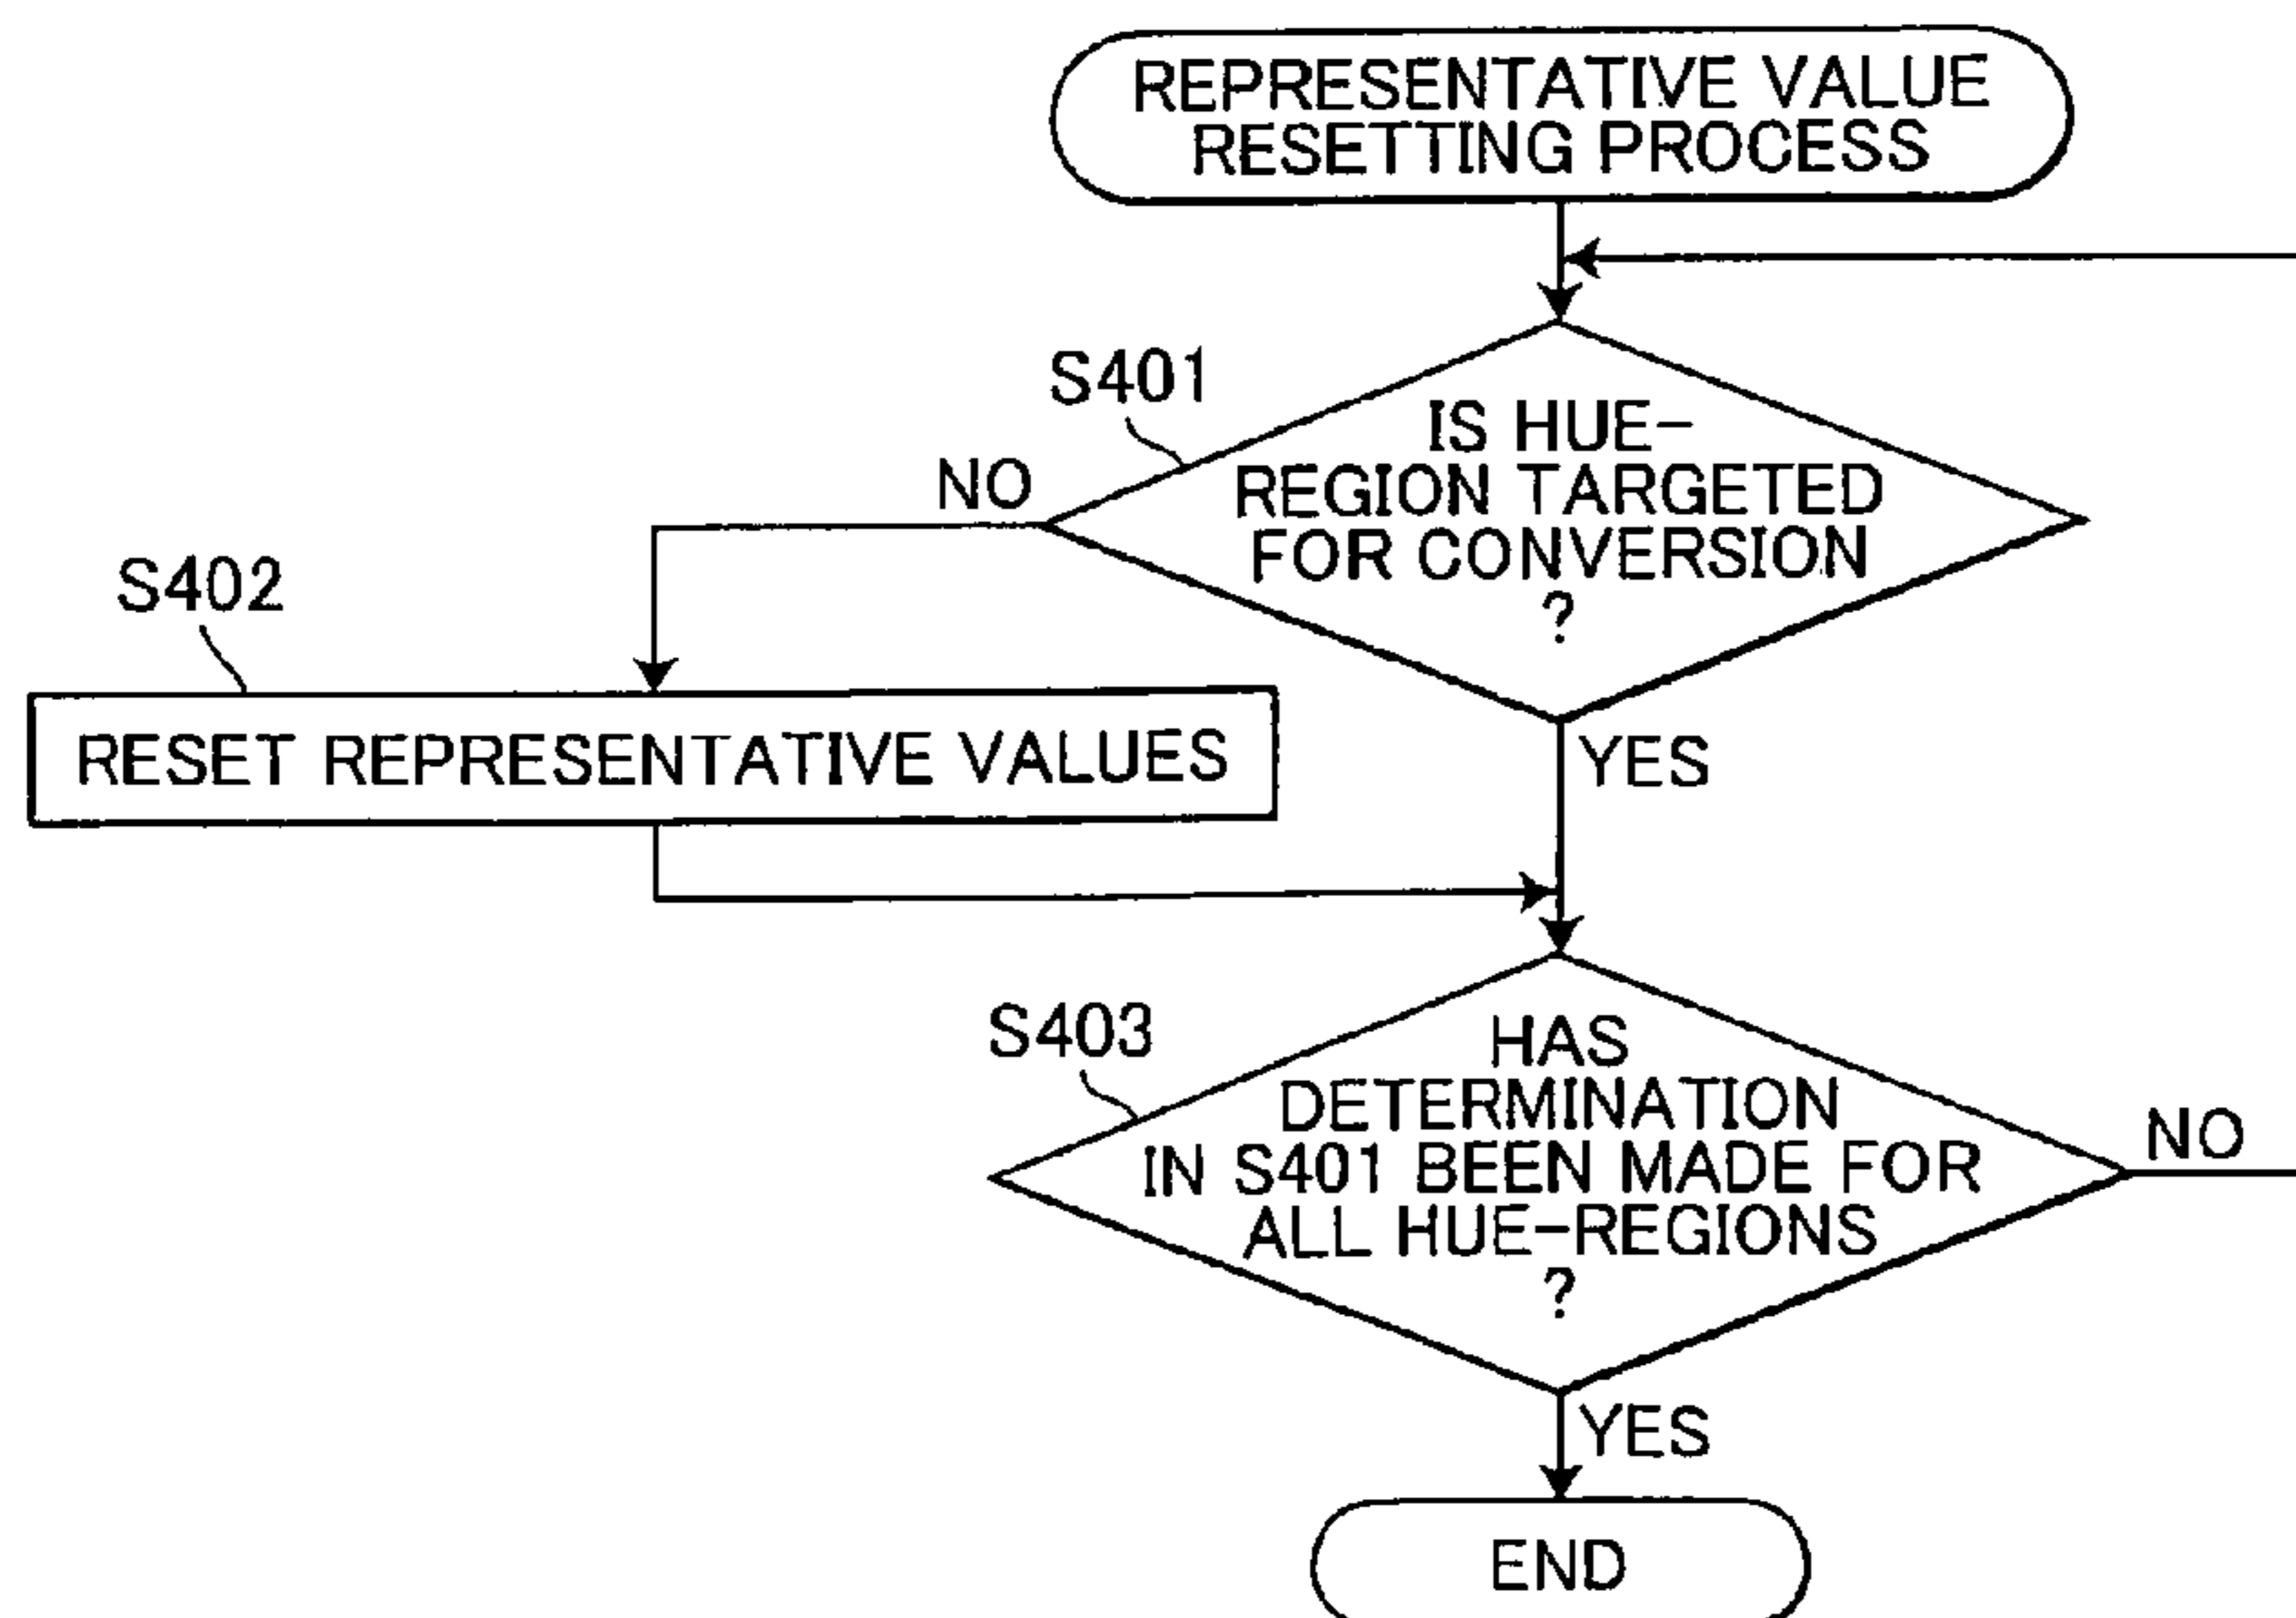 REPRESENTATIVE VALUE
RESETTING PROCESS
S401
IS HUE-
REGION TARGETED
FOR CONVERSION
?
NO
S402
RESET REPRESENTATIVE VALUES
YES
S403
HAS
DETERMINATION
IN S401 BEEN MADE FOR
ALL HUE-REGIONS
?
NO
YES
END